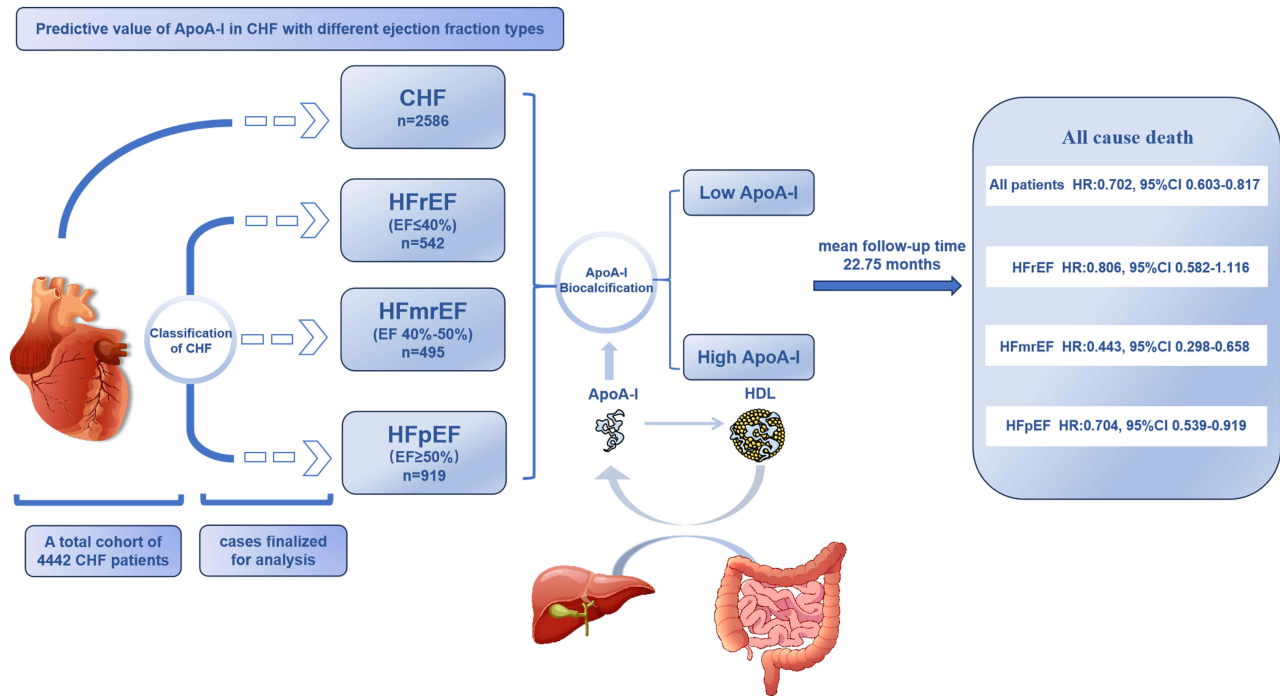 Predictive value of ApoA-I in CHF with different ejection fraction types
CHF
n=2586
HFrEF
(EF≤40%)
n=542
HFmrEF
(EF 40%-50%)
n=495
HFpEF
(EF≥50%)
n=919
Classification
of CHF
A total cohort of
4442 CHF patients
cases finalized
for analysis
ApoA-I
Biocalcification
Low ApoA-I
High ApoA-I
ApoA-I
HDL
mean follow-up time
22.75 months
All cause death
All patients HR:0.702, 95%CI 0.603-0.817
HFrEF HR:0.806, 95%CI 0.582-1.116
HFmrEF HR:0.443, 95%CI 0.298-0.658
HFpEF HR:0.704, 95%CI 0.539-0.919